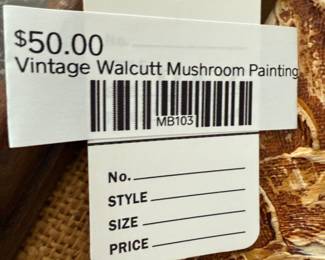 $50.00
Vintage Walcutt Mushroom Painting
MB103
No.
STYLE
SIZE
PRICE